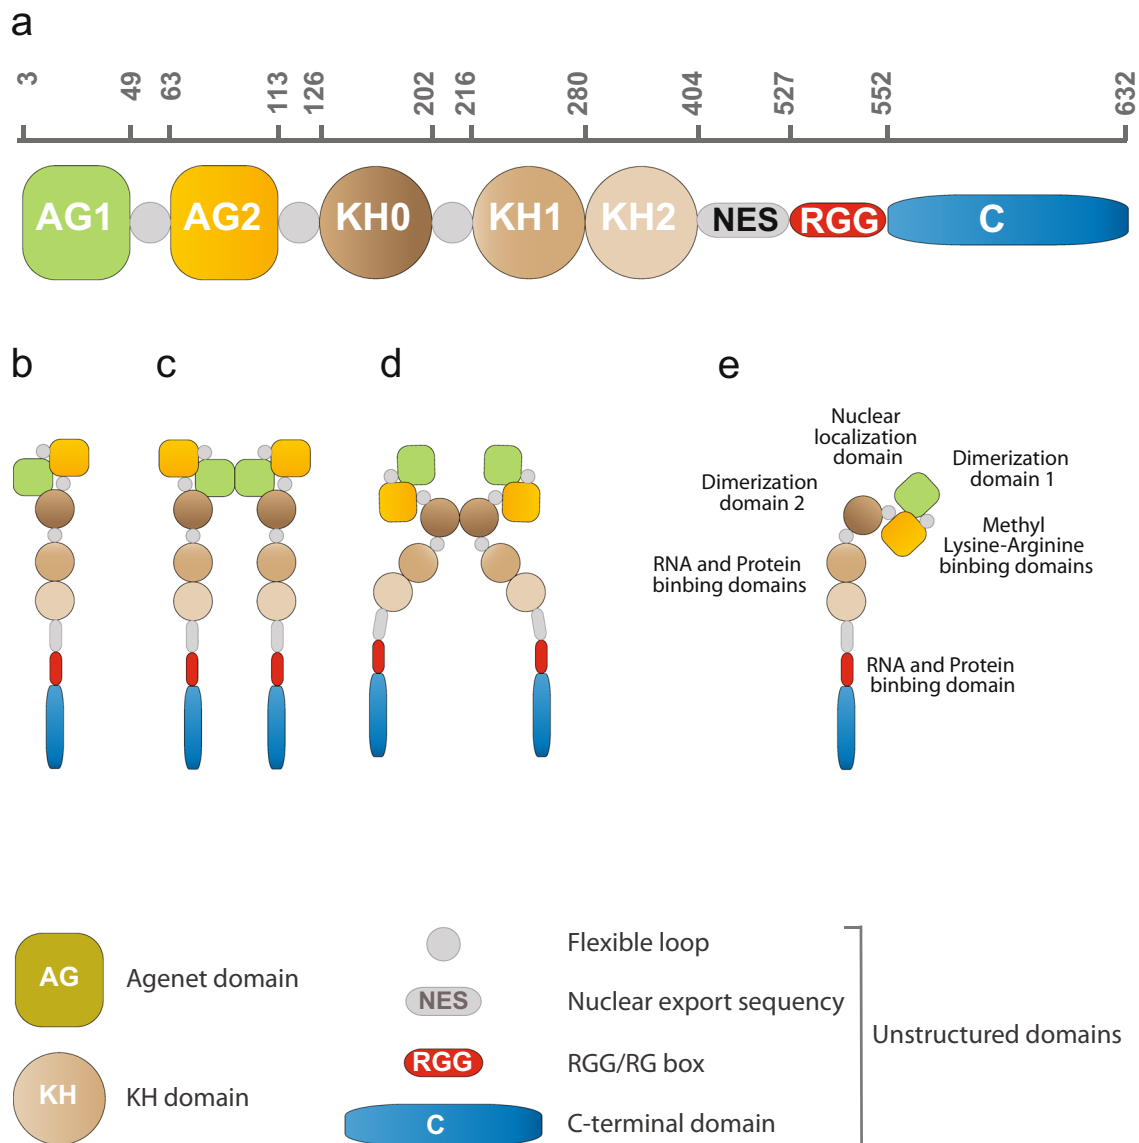 a
3 49 63 113 126 202 216 280 404 527 552 632
AG1 AG2 KH0 KH1 KH2 NES RGG C
b c d e
Nuclear
localization
domain
Dimerization
domain 1
Dimerization
domain 2
Methyl
Lysine-Arginine
binbing domains
RNA and Protein
binbing domains
RNA and Protein
binbing domain
AG Agenet domain
KH KH domain
Flexible loop
NES Nuclear export sequency
RGG RGG/RG box
C C-terminal domain
Unstructured domains